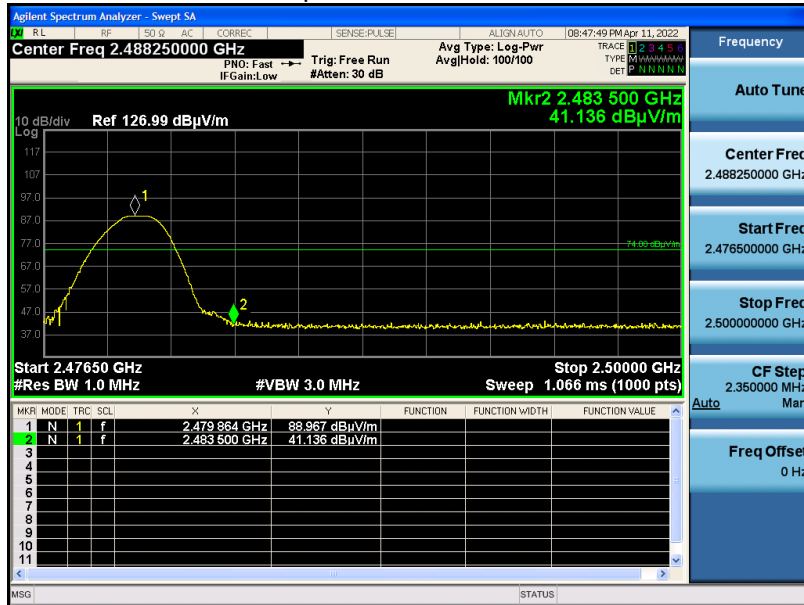 Agilent Spectrum Analyzer - Swept SA
RL RF 50 Ω AC CORREC SENSE:PULSE ALIGN AUTO 08:47:49 PM Apr 11, 2022
Center Freq 2.488250000 GHz
PNO: Fast
IFGain:Low
Trig: Free Run
#Atten: 30 dB
Avg Type: Log-Pwr
Avg|Hold: 100/100
TRACE 1 2 3 4 5 6
TYPE M
DET P N N N N N
Mkr2 2.483 500 GHz
41.136 dBµV/m
10 dB/div Ref 126.99 dBµV/m
Log
117
107
97.0
87.0
77.0
67.0
57.0
47.0
37.0
1
2
74.00 dBµV/m
Start 2.47650 GHz Stop 2.50000 GHz
#Res BW 1.0 MHz #VBW 3.0 MHz Sweep 1.066 ms (1000 pts)
MKR MODE TRC SCL X Y FUNCTION FUNCTION WIDTH FUNCTION VALUE
1 N 1 f 2.479 864 GHz 88.967 dBµV/m
2 N 1 f 2.483 500 GHz 41.136 dBµV/m
3
4
5
6
7
8
9
10
11
MSG STATUS
Frequency
Auto Tune
Center Freq
2.488250000 GHz
Start Freq
2.476500000 GHz
Stop Freq
2.500000000 GHz
CF Step
2.350000 MHz
Auto Man
Freq Offset
0 Hz